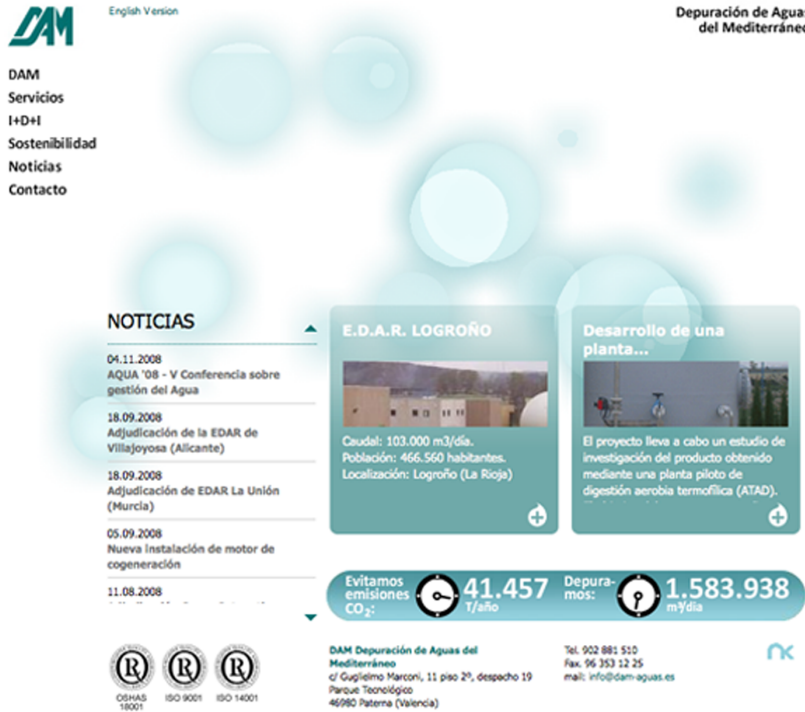 DAM
English Version
Depuración de Aguas
del Mediterráneo
DAM
Servicios
I+D+I
Sostenibilidad
Noticias
Contacto
NOTICIAS
04.11.2008
AQUA '08 - V Conferencia sobre
gestión del Agua
18.09.2008
Adjudicación de la EDAR de
Villajoyosa (Alicante)
18.09.2008
Adjudicación de EDAR La Unión
(Murcia)
05.09.2008
Nueva instalación de motor de
cogeneración
11.08.2008
E.D.A.R. LOGROÑO
Caudal: 103.000 m3/día.
Población: 466.560 habitantes.
Localización: Logroño (La Rioja)
Desarrollo de una
planta...
El proyecto lleva a cabo un estudio de
investigación del producto obtenido
mediante una planta piloto de
digestión aerobia termofílica (ATAD).
Evitamos
emisiones
CO2:
41.457
T/año
Depura-
mos:
1.583.938
m³/dia
R
OSHAS
18001
R
ISO 9001
R
ISO 14001
DAM Depuración de Aguas del
Mediterráneo
c/ Guglielmo Marconi, 11 piso 2º, despacho 19
Parque Tecnológico
46980 Paterna (Valencia)
Tel. 902 881 510
Fax. 96 353 12 25
mail: info@dam-aguas.es